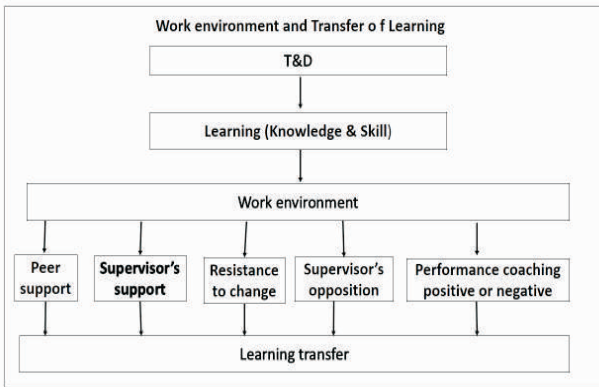 Work environment and Transfer o f Learning
T&D
Learning (Knowledge & Skill)
Work environment
Peer
support
Supervisor's
support
Resistance
to change
Supervisor's
opposition
Performance coaching
positive or negative
Learning transfer